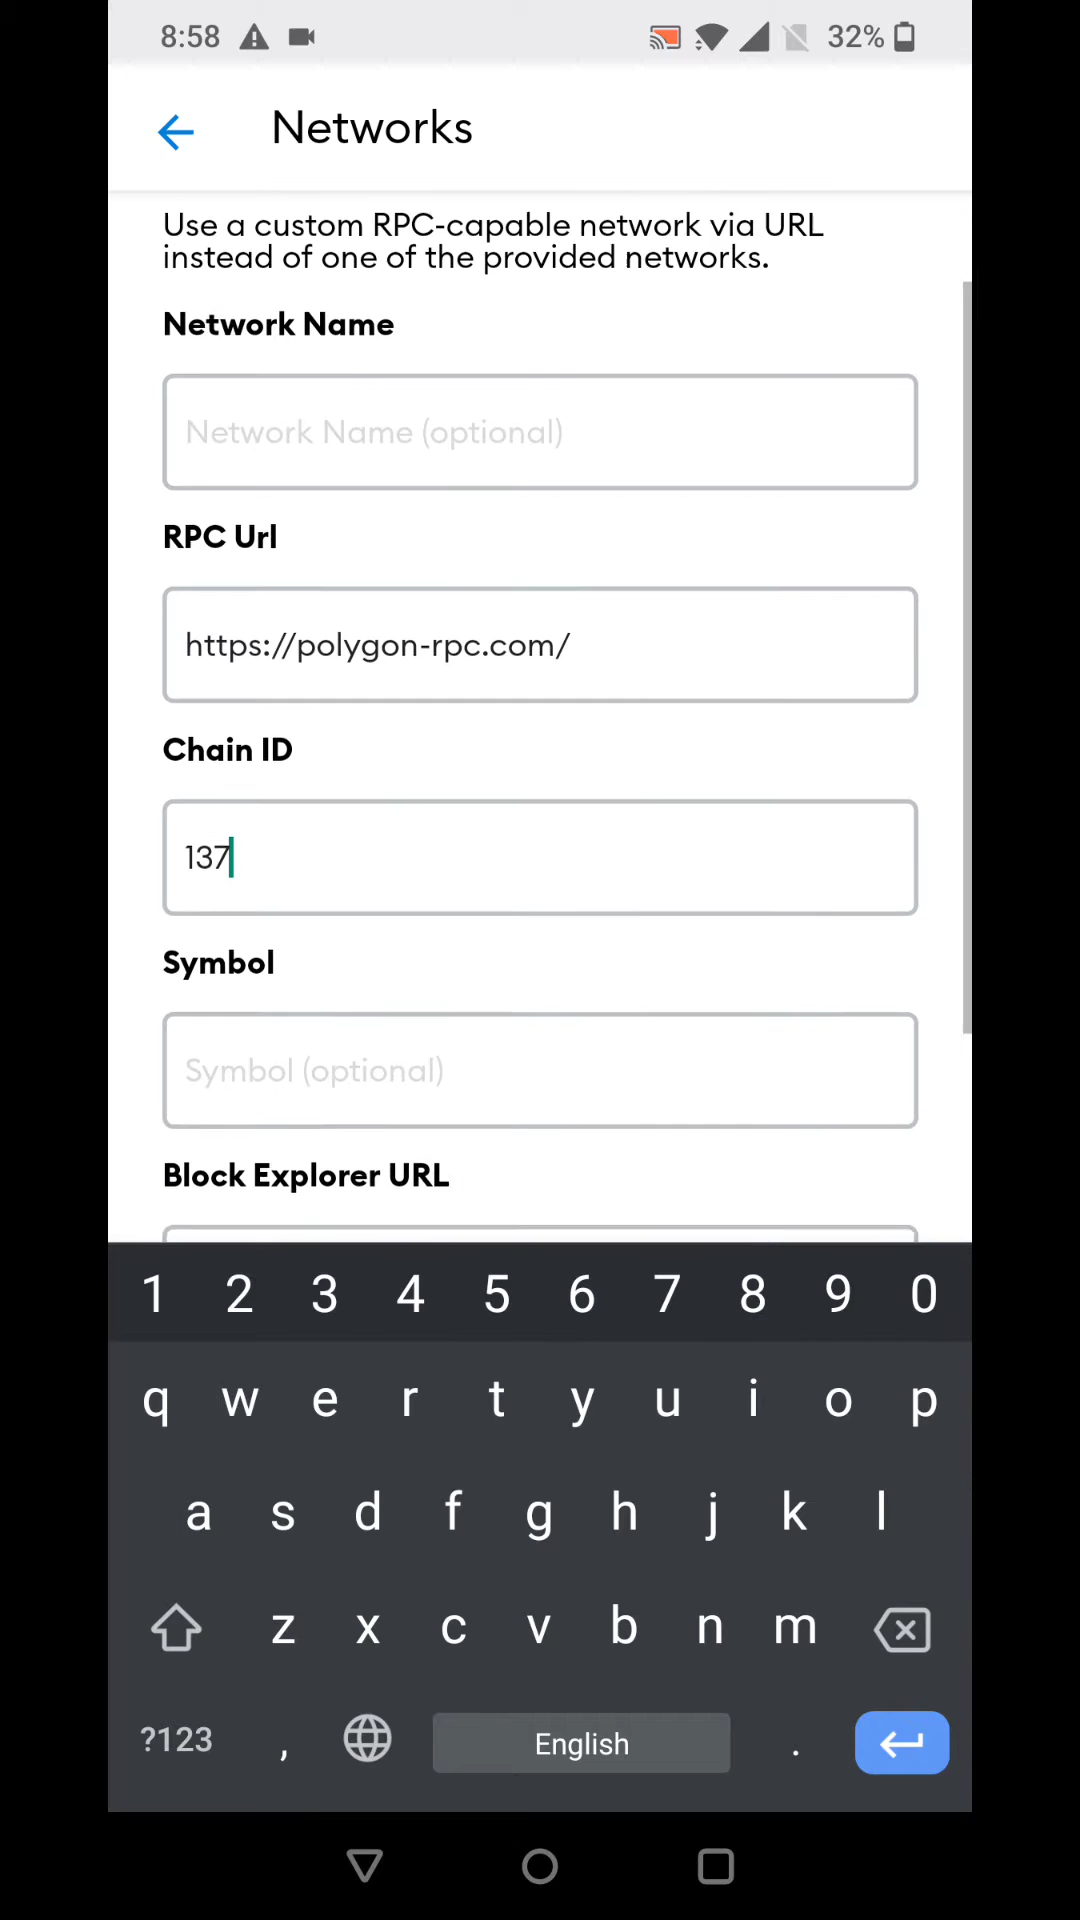 8:58 32%
Networks
Use a custom RPC-capable network via URL
instead of one of the provided networks.
Network Name
Network Name (optional)
RPC Url
https://polygon-rpc.com/
Chain ID
137
Symbol
Symbol (optional)
Block Explorer URL
1 2 3 4 5 6 7 8 9 0
q w e r t y u i o p
a s d f g h j k l
z x c v b n m
?123 , English .